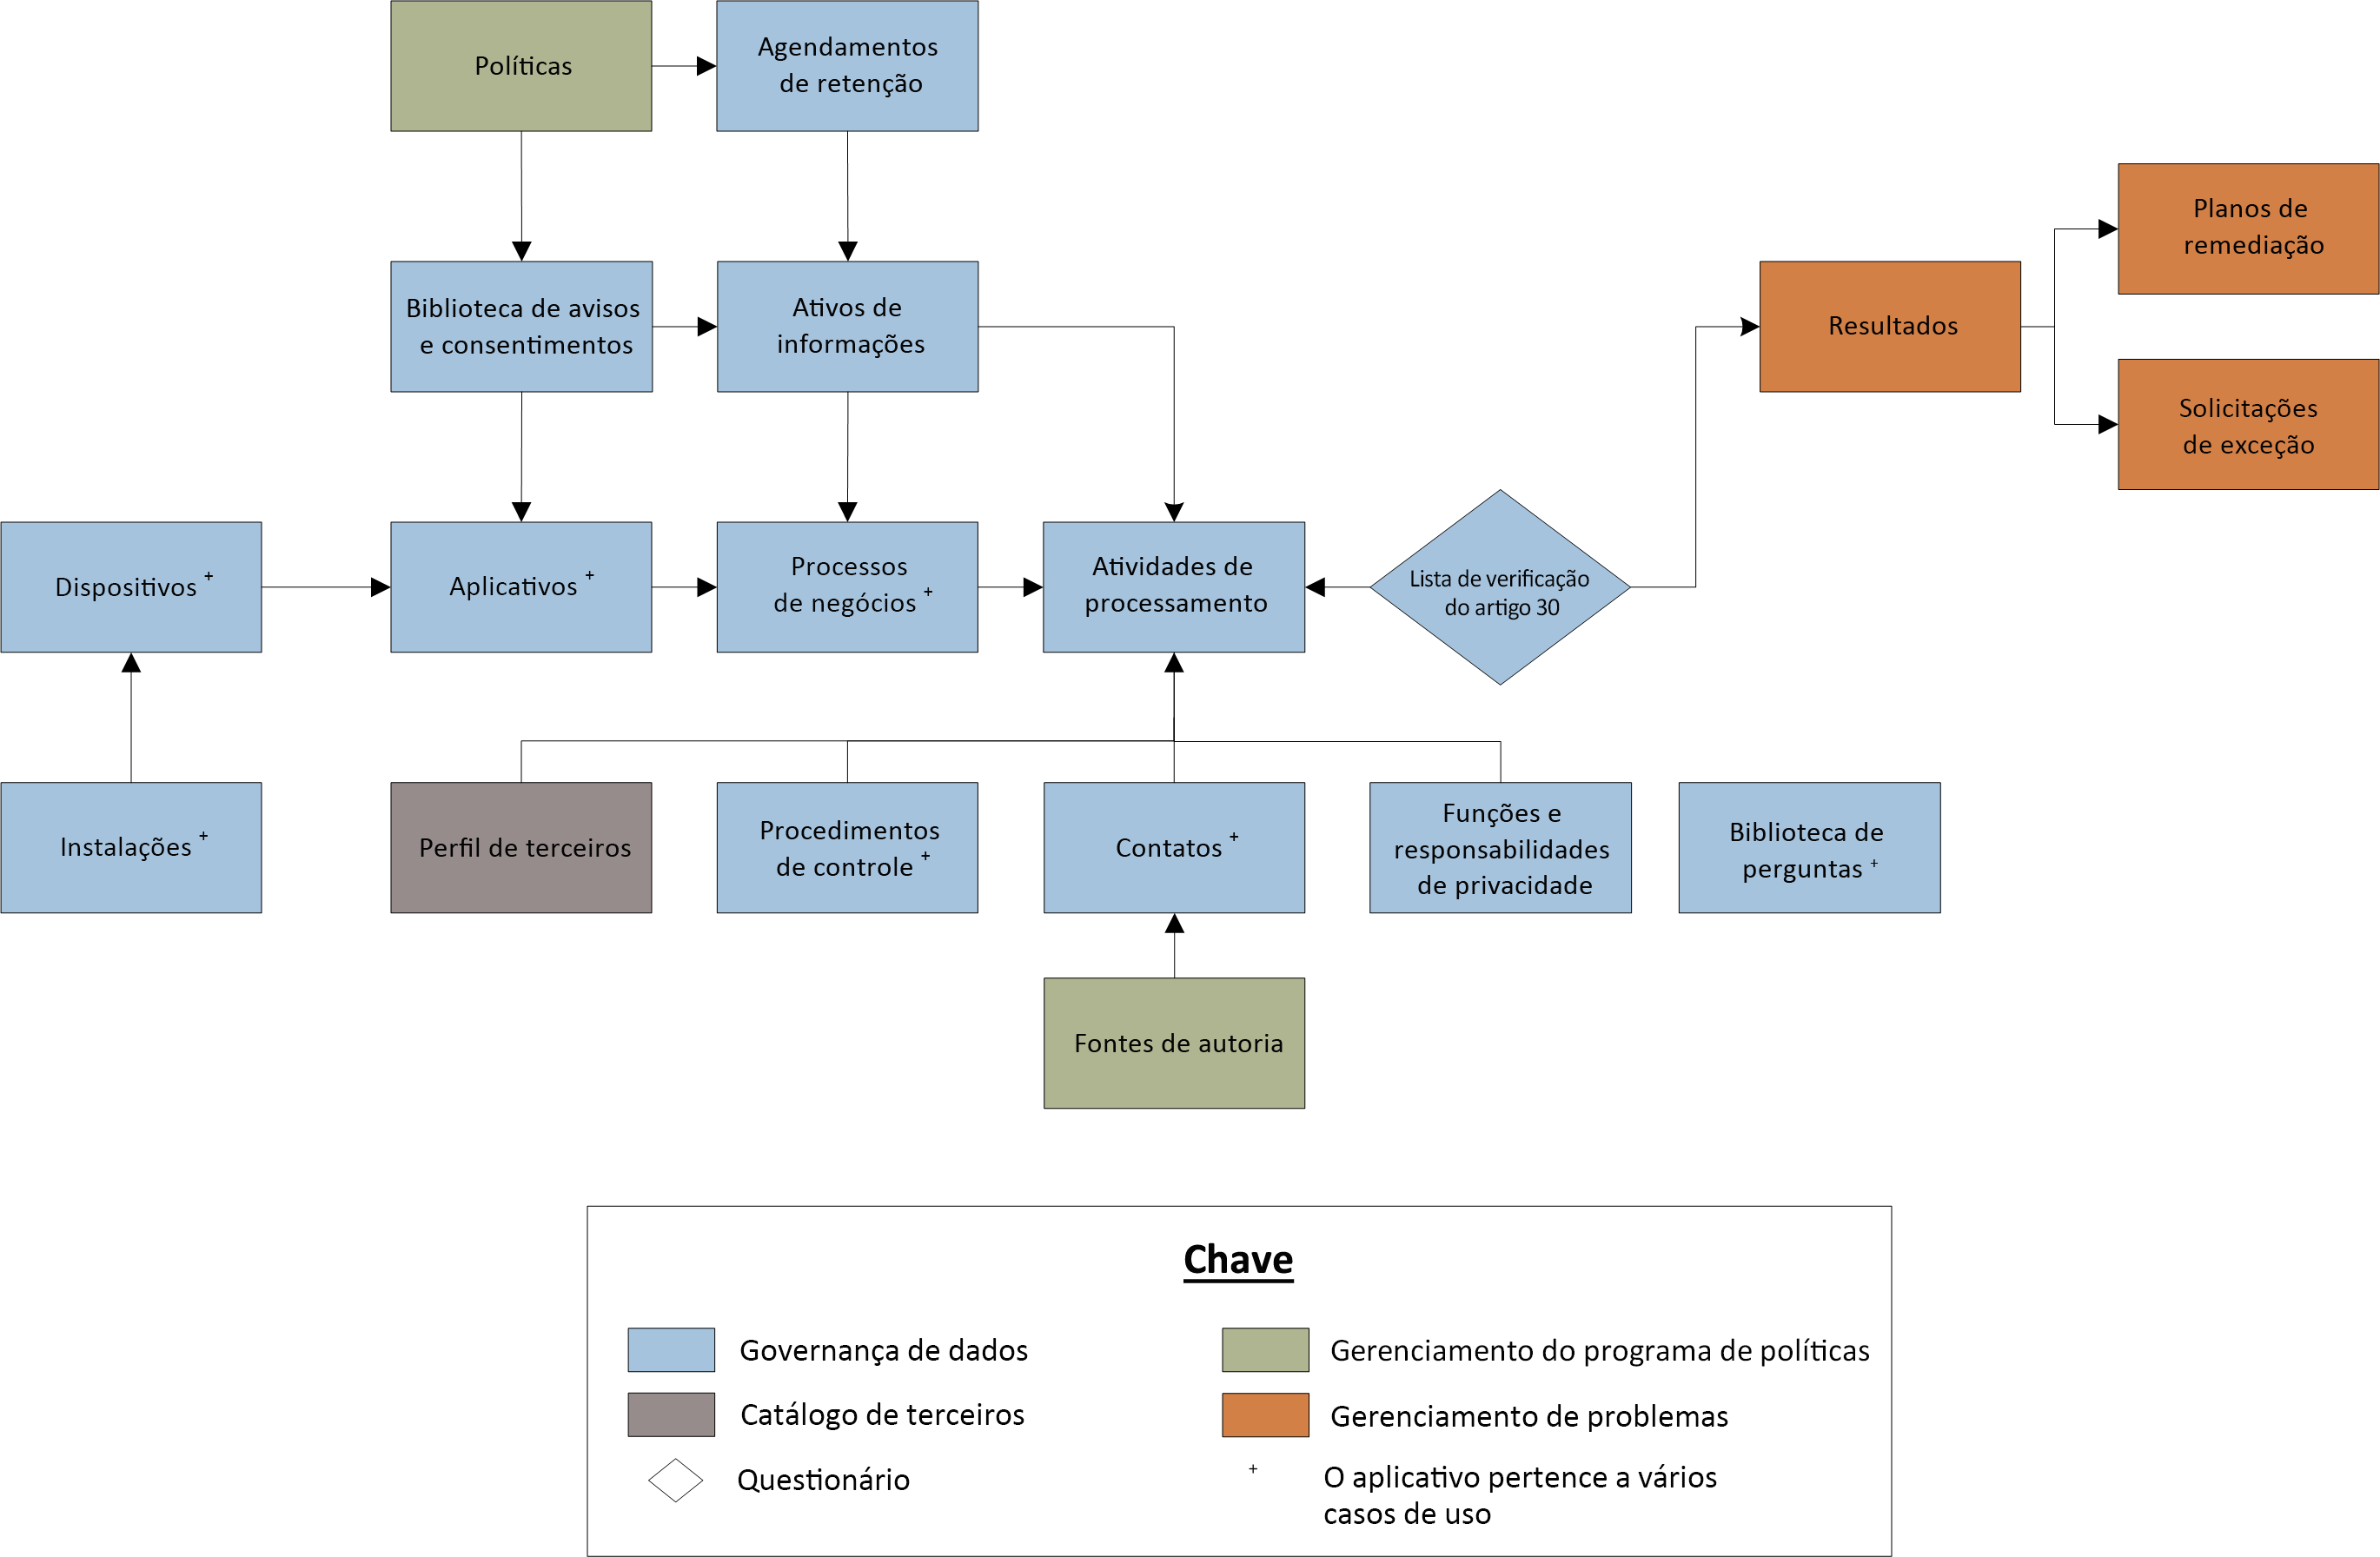 Políticas
Agendamentos
de retenção
Planos de
remediação
Biblioteca de avisos
e consentimentos
Ativos de
informações
Resultados
Solicitações
de exceção
Dispositivos +
Aplicativos +
Processos
de negócios +
Atividades de
processamento
Lista de verificação
do artigo 30
Instalações +
Perfil de terceiros
Procedimentos
de controle +
Contatos +
Funções e
responsabilidades
de privacidade
Biblioteca de
perguntas +
Fontes de autoria
Chave
Governança de dados
Gerenciamento do programa de políticas
Catálogo de terceiros
Gerenciamento de problemas
Questionário
+ O aplicativo pertence a vários
casos de uso